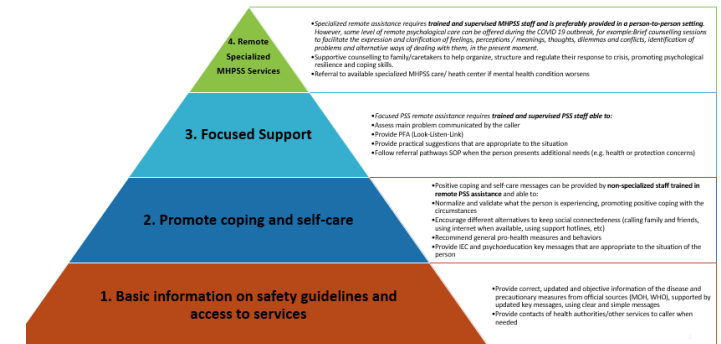 4. Remote
Specialized
MHPSS Services
•Specialized remote assistance requires trained and supervised MHPSS staff and is preferably provided in a person-to-person setting.
However, some level of remote psychological care can be offered during the COVID 19 outbreak, for example:Brief counselling sessions
to facilitate the expression and clarification of feelings, perceptions / meanings, thoughts, dilemmas and conflicts, identification of
problems and alternative ways of dealing with them, in the present moment.
•Supportive counselling to family/caretakers to help organize, structure and regulate their response to crisis, promoting psychological
resilience and coping skills.
•Referral to available specialized MHPSS care/ heath center if mental health condition worsens
3. Focused Support
•Focused PSS remote assistance requires trained and supervised PSS staff able to:
•Assess main problem communicated by the caller
•Provide PFA (Look-Listen-Link)
•Provide practical suggestions that are appropriate to the situation
•Follow referral pathways SOP when the person presents additional needs (e.g. health or protection concerns)
2. Promote coping and self-care
•Positive coping and self-care messages can be provided by non-specialized staff trained in
remote PSS assistance and able to:
•Normalize and validate what the person is experiencing, promoting positive coping with the
circumstances
•Encourage different alternatives to keep social connectedness (calling family and friends,
using internet when available, using support hotlines, etc)
•Recommend general pro-health measures and behaviors
•Provide IEC and psychoeducation key messages that are appropriate to the situation of the
person
1. Basic information on safety guidelines and
access to services
•Provide correct, updated and objective information of the disease and
precautionary measures from official sources (MOH, WHO), supported by
updated key messages, using clear and simple messages
•Provide contacts of health authorities/other services to caller when
needed